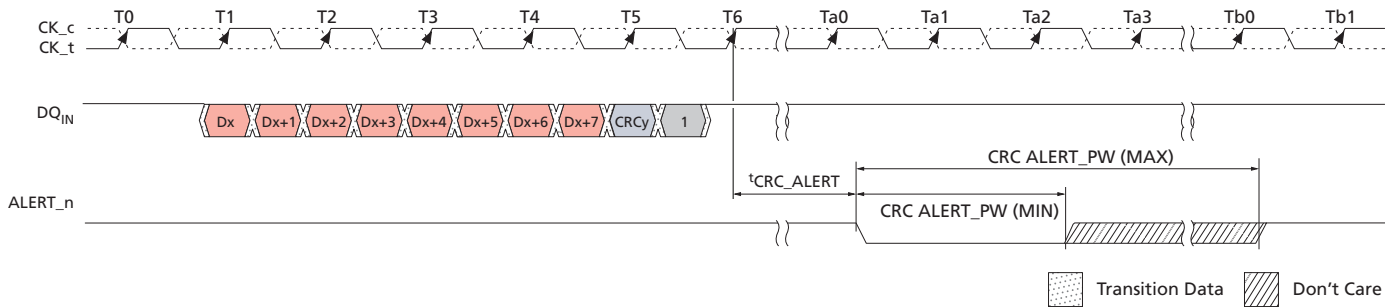 T0 T1 T2 T3 T4 T5 T6 Ta0 Ta1 Ta2 Ta3 Tb0 Tb1
CK_c
CK_t
DQIN
Dx Dx+1 Dx+2 Dx+3 Dx+4 Dx+5 Dx+6 Dx+7 CRCy 1
CRC ALERT_PW (MAX)
tCRC_ALERT
CRC ALERT_PW (MIN)
ALERT_n
Transition Data Don't Care